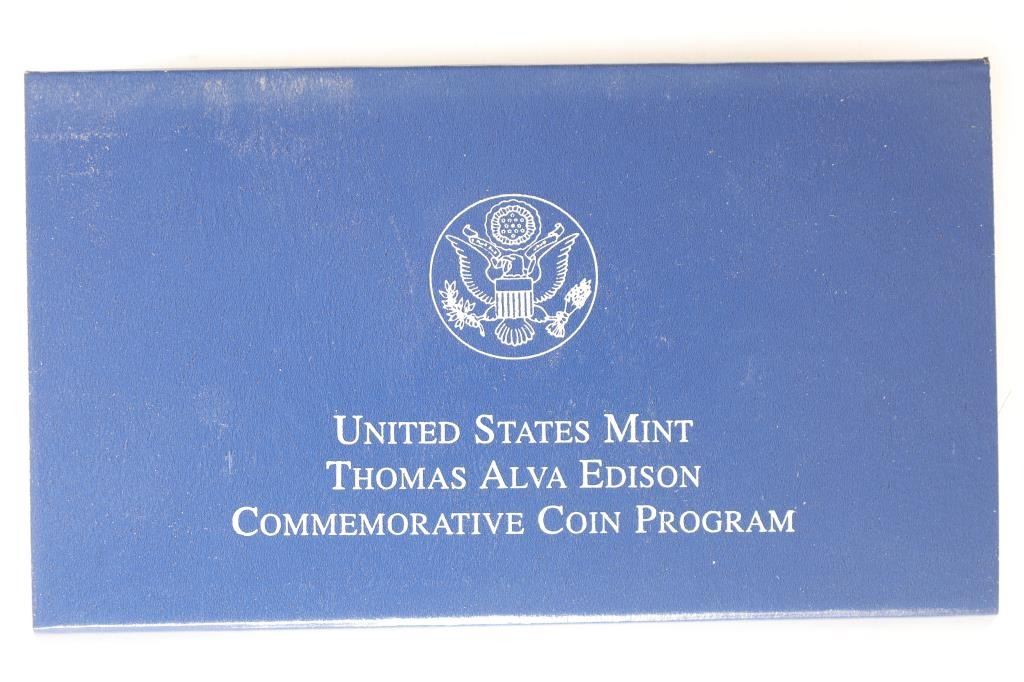 United States Mint
Thomas Alva Edison
Commemorative Coin Program